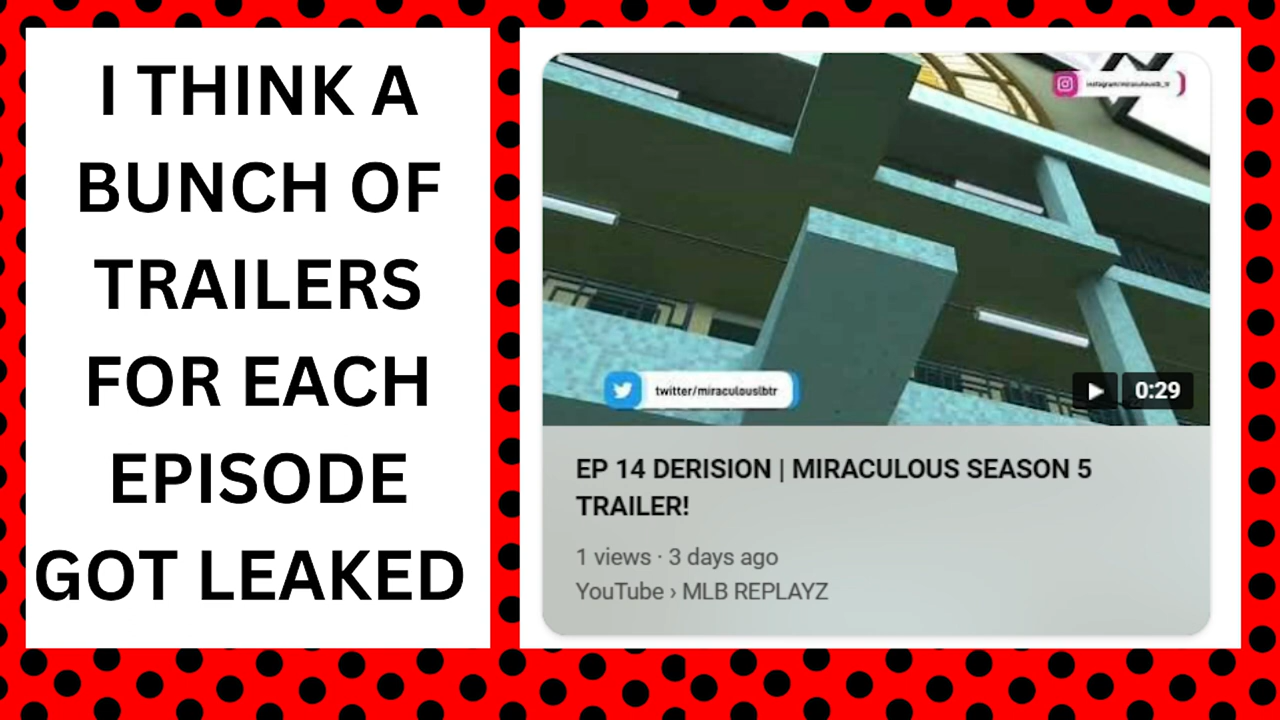 I THINK A
BUNCH OF
TRAILERS
FOR EACH
EPISODE
GOT LEAKED
twitter/miraculouslbtr
0:29
EP 14 DERISION | MIRACULOUS SEASON 5
TRAILER!
1 views · 3 days ago
YouTube › MLB REPLAYZ